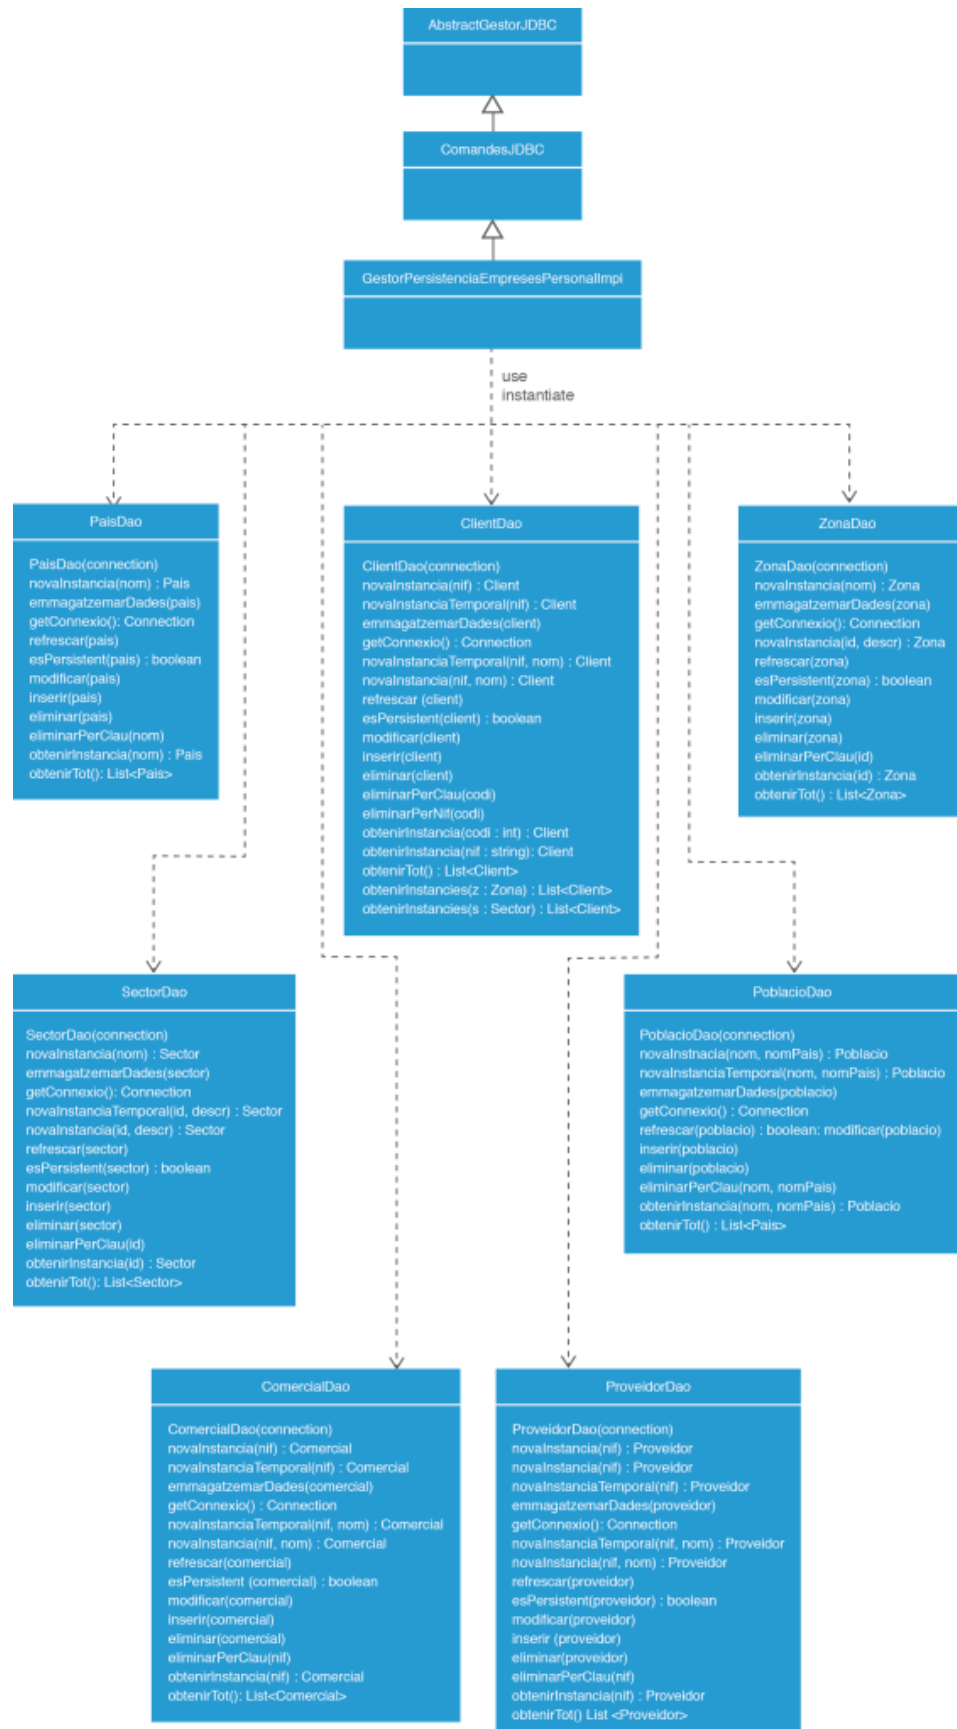 AbstractGestorJDBC
ComandesJDBC
GestorPersistenciaEmpresesPersonalImpl
use
instantiate
PaisDao
PaisDao(connection)
novaInstancia(nom) : Pais
emmagatzemarDades(pais)
getConnexio(): Connection
refrescar(pais)
esPersistent(pais) : boolean
modificar(pais)
inserir(pais)
eliminar(pais)
eliminarPerClau(nom)
obtenirInstancia(nom) : Pais
obtenirTot(): List<Pais>
ClientDao
ClientDao(connection)
novaInstancia(nif) : Client
novaInstanciaTemporal(nif) : Client
emmagatzemarDades(client)
getConnexio() : Connection
novaInstanciaTemporal(nif, nom) : Client
novaInstancia(nif, nom) : Client
refrescar (client)
esPersistent(client) : boolean
modificar(client)
inserir(client)
eliminar(client)
eliminarPerClau(codi)
eliminarPerNif(codi)
obtenirInstancia(codi : int) : Client
obtenirInstancia(nif : string): Client
obtenirTot() : List<Client>
obtenirInstancies(z : Zona) : List<Client>
obtenirInstancies(s : Sector) : List<Client>
ZonaDao
ZonaDao(connection)
novaInstancia(nom) : Zona
emmagatzemarDades(zona)
getConnexio(): Connection
novaInstancia(id, descr) : Zona
refrescar(zona)
esPersistent(zona) : boolean
modificar(zona)
inserir(zona)
eliminar(zona)
eliminarPerClau(id)
obtenirInstancia(id) : Zona
obtenirTot() : List<Zona>
SectorDao
SectorDao(connection)
novaInstancia(nom) : Sector
emmagatzemarDades(sector)
getConnexio(): Connection
novaInstanciaTemporal(id, descr) : Sector
novaInstancia(id, descr) : Sector
refrescar(sector)
esPersistent(sector) : boolean
modificar(sector)
inserir(sector)
eliminar(sector)
eliminarPerClau(id)
obtenirInstancia(id) : Sector
obtenirTot(): List<Sector>
PoblacioDao
PoblacioDao(connection)
novaInstnacia(nom, nomPais) : Poblacio
novaInstanciaTemporal(nom, nomPais) : Poblacio
emmagatzemarDades(poblacio)
getConnexio() : Connection
refrescar(poblacio) : boolean: modificar(poblacio)
inserir(poblacio)
eliminar(poblacio)
eliminarPerClau(nom, nomPais)
obtenirInstancia(nom, nomPais) : Poblacio
obtenirTot() : List<Pais>
ComercialDao
ComercialDao(connection)
novaInstancia(nif) : Comercial
novaInstanciaTemporal(nif) : Comercial
emmagatzemarDades(comercial)
getConnexio() : Connection
novaInstanciaTemporal(nif, nom) : Comercial
novaInstancia(nif, nom) : Comercial
refrescar(comercial)
esPersistent (comercial) : boolean
modificar(comercial)
inserir(comercial)
eliminar(comercial)
eliminarPerClau(nif)
obtenirInstancia(nif) : Comercial
obtenirTot(): List<Comercial>
ProveidorDao
ProveidorDao(connection)
novaInstancia(nif) : Proveidor
novaInstancia(nif) : Proveidor
novaInstanciaTemporal(nif) : Proveidor
emmagatzemarDades(proveidor)
getConnexio(): Connection
novaInstanciaTemporal(nif, nom) : Proveidor
novaInstancia(nif, nom) : Proveidor
refrescar(proveidor)
esPersistent(proveidor) : boolean
modificar(proveidor)
inserir (proveidor)
eliminar(proveidor)
eliminarPerClau(nif)
obtenirInstancia(nif) : Proveidor
obtenirTot() List <Proveidor>